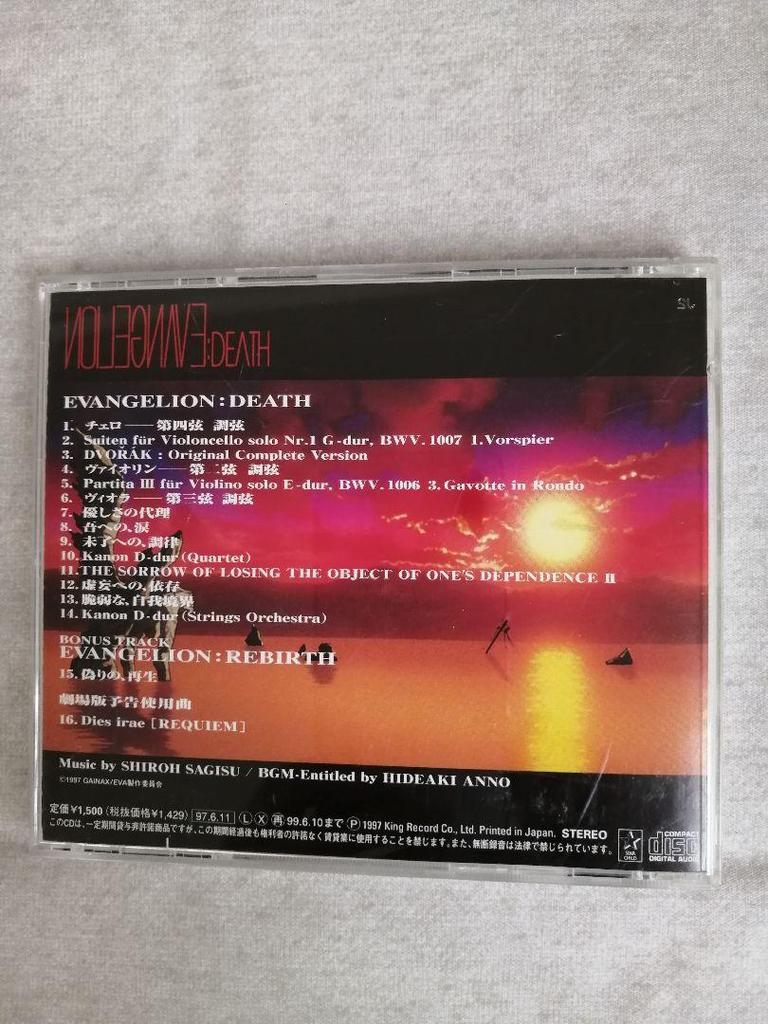 EVANGELION:DEATH
EVANGELION:DEATH
1. チェロ——第四弦 調弦
2. Suiten für Violoncello solo Nr.1 G-dur, BWV.1007 1.Vorspier
3. DVOŘÁK : Original Complete Version
4. ヴァイオリン——第二弦 調弦
5. Partita III für Violino solo E-dur, BWV.1006 3.Gavotte in Rondo
6. ヴィオラ——第三弦 調弦
7. 優しさの代理
8. 吾への、涙
9. 未了への、調律
10. Kanon D-dur (Quartet)
11. THE SORROW OF LOSING THE OBJECT OF ONE'S DEPENDENCE II
12. 虚妄への、依存
13. 脆弱な、自我境界
14. Kanon D-dur (Strings Orchestra)
BONUS TRACK
EVANGELION:REBIRTH
15. 偽りの、再生
劇場版予告使用曲
16. Dies irae [REQUIEM]
Music by SHIROH SAGISU / BGM-Entitled by HIDEAKI ANNO
©1997 GAINAX/EVA製作委員会
定価¥1,500 (税抜価格¥1,429) 97.6.11 Ⓛ Ⓧ 再 99.6.10まで Ⓟ 1997 King Record Co., Ltd. Printed in Japan. STEREO
このCDは、一定期間貸与非許諾商品ですが、この期間経過後も権利者の許諾なく賃貸業に使用することを禁じます。また、無断録音は法律で禁じられています。
STAR CHILD
COMPACT disc DIGITAL AUDIO